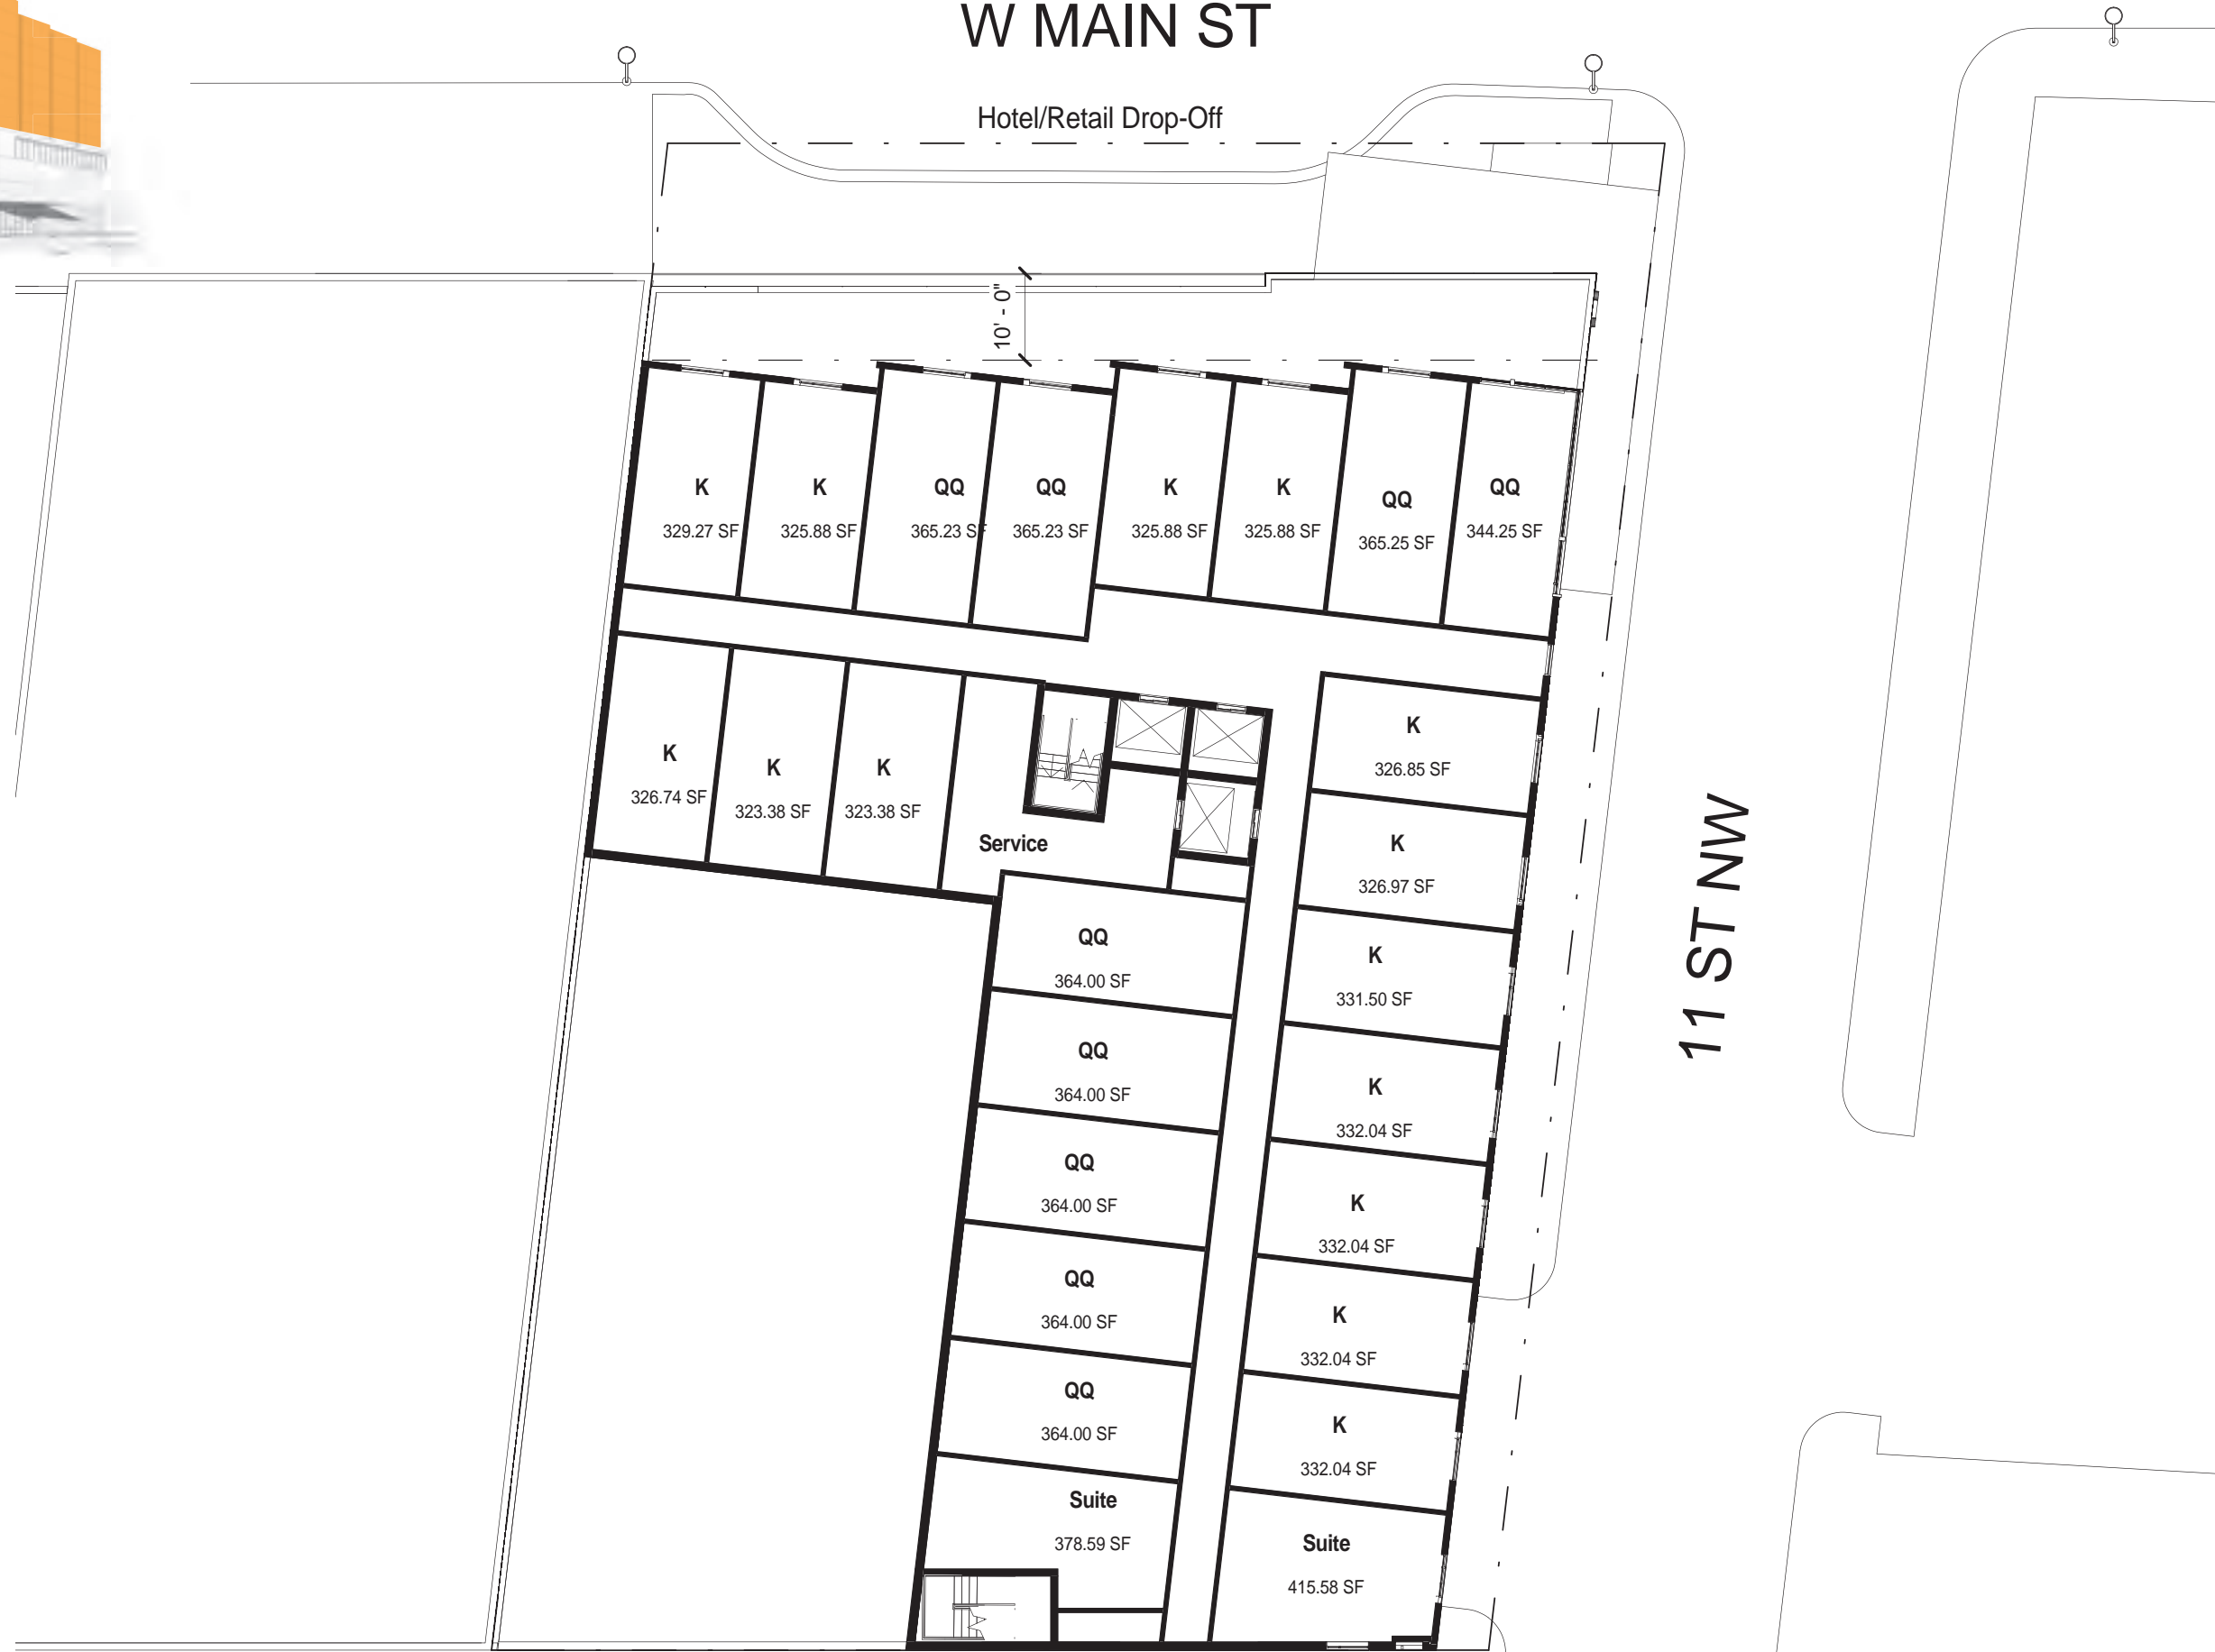 W MAIN ST
Hotel/Retail Drop-Off
10' - 0"
K
329.27 SF
K
325.88 SF
QQ
365.23 SF
QQ
365.23 SF
K
325.88 SF
K
325.88 SF
QQ
365.25 SF
QQ
344.25 SF
K
326.74 SF
K
323.38 SF
K
323.38 SF
Service
K
326.85 SF
K
326.97 SF
K
331.50 SF
K
332.04 SF
K
332.04 SF
K
332.04 SF
K
332.04 SF
Suite
415.58 SF
QQ
364.00 SF
QQ
364.00 SF
QQ
364.00 SF
QQ
364.00 SF
QQ
364.00 SF
Suite
378.59 SF
11 ST NW